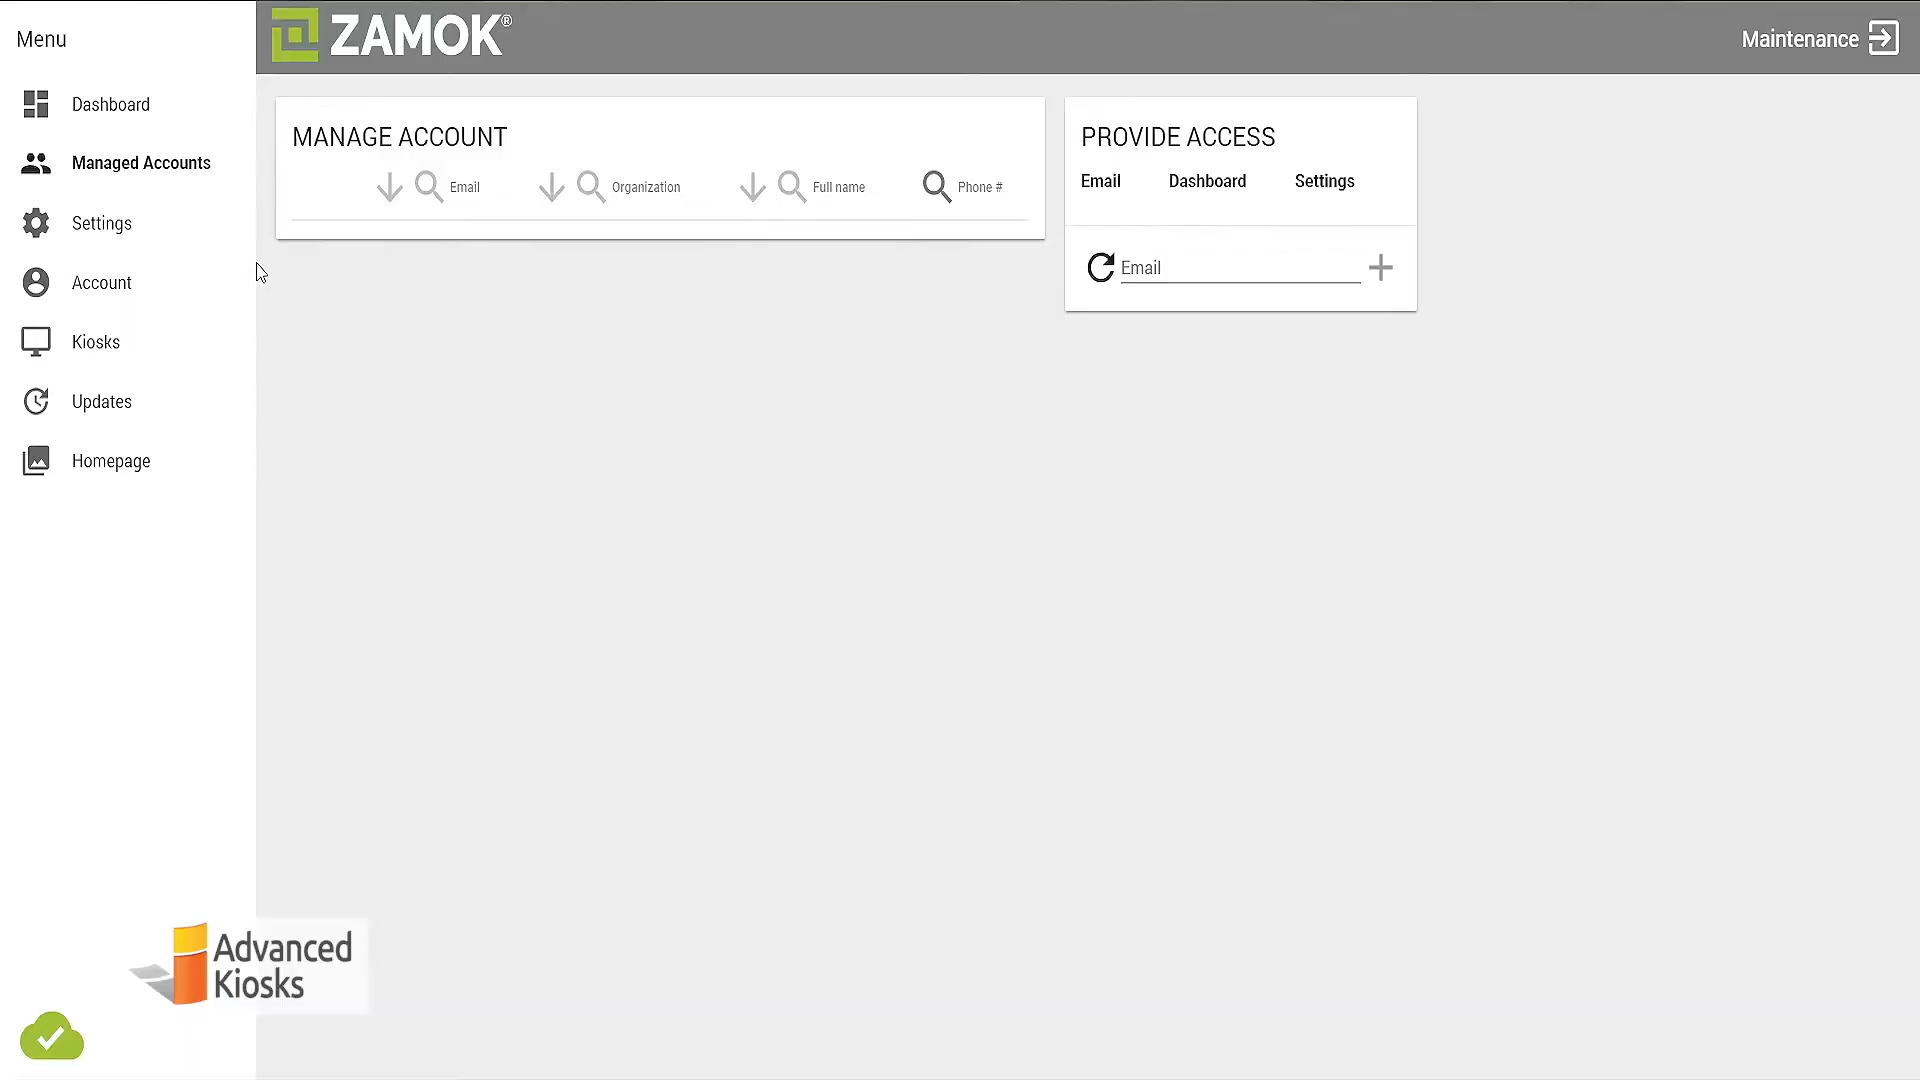 Menu
ZAMOK®
Maintenance
Dashboard
Managed Accounts
Settings
Account
Kiosks
Updates
Homepage
MANAGE ACCOUNT
Email
Organization
Full name
Phone #
PROVIDE ACCESS
Email Dashboard Settings
Email
Advanced
Kiosks